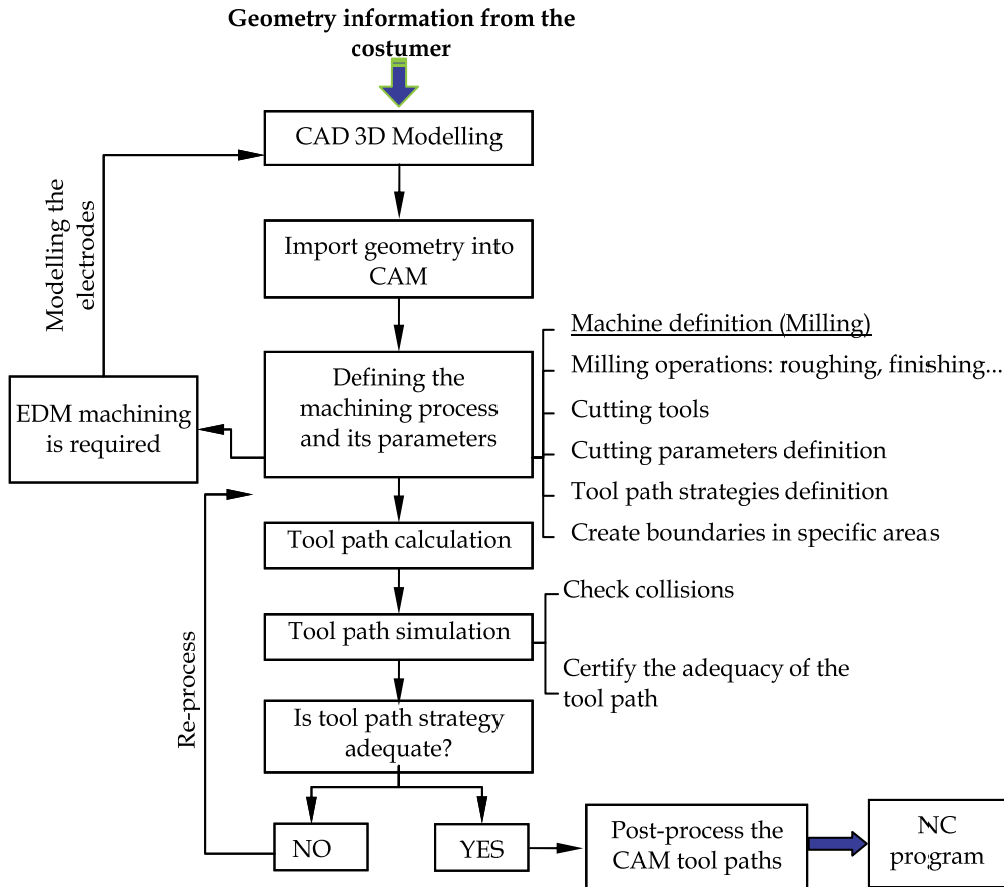 Geometry information from the
costumer
CAD 3D Modelling
Modelling the
electrodes
Import geometry into
CAM
Defining the
machining process
and its parameters
EDM machining
is required
Machine definition (Milling)
Milling operations: roughing, finishing...
Cutting tools
Cutting parameters definition
Tool path strategies definition
Create boundaries in specific areas
Tool path calculation
Tool path simulation
Check collisions
Certify the adequacy of the
tool path
Re-process
Is tool path strategy
adequate?
NO
YES
Post-process the
CAM tool paths
NC
program